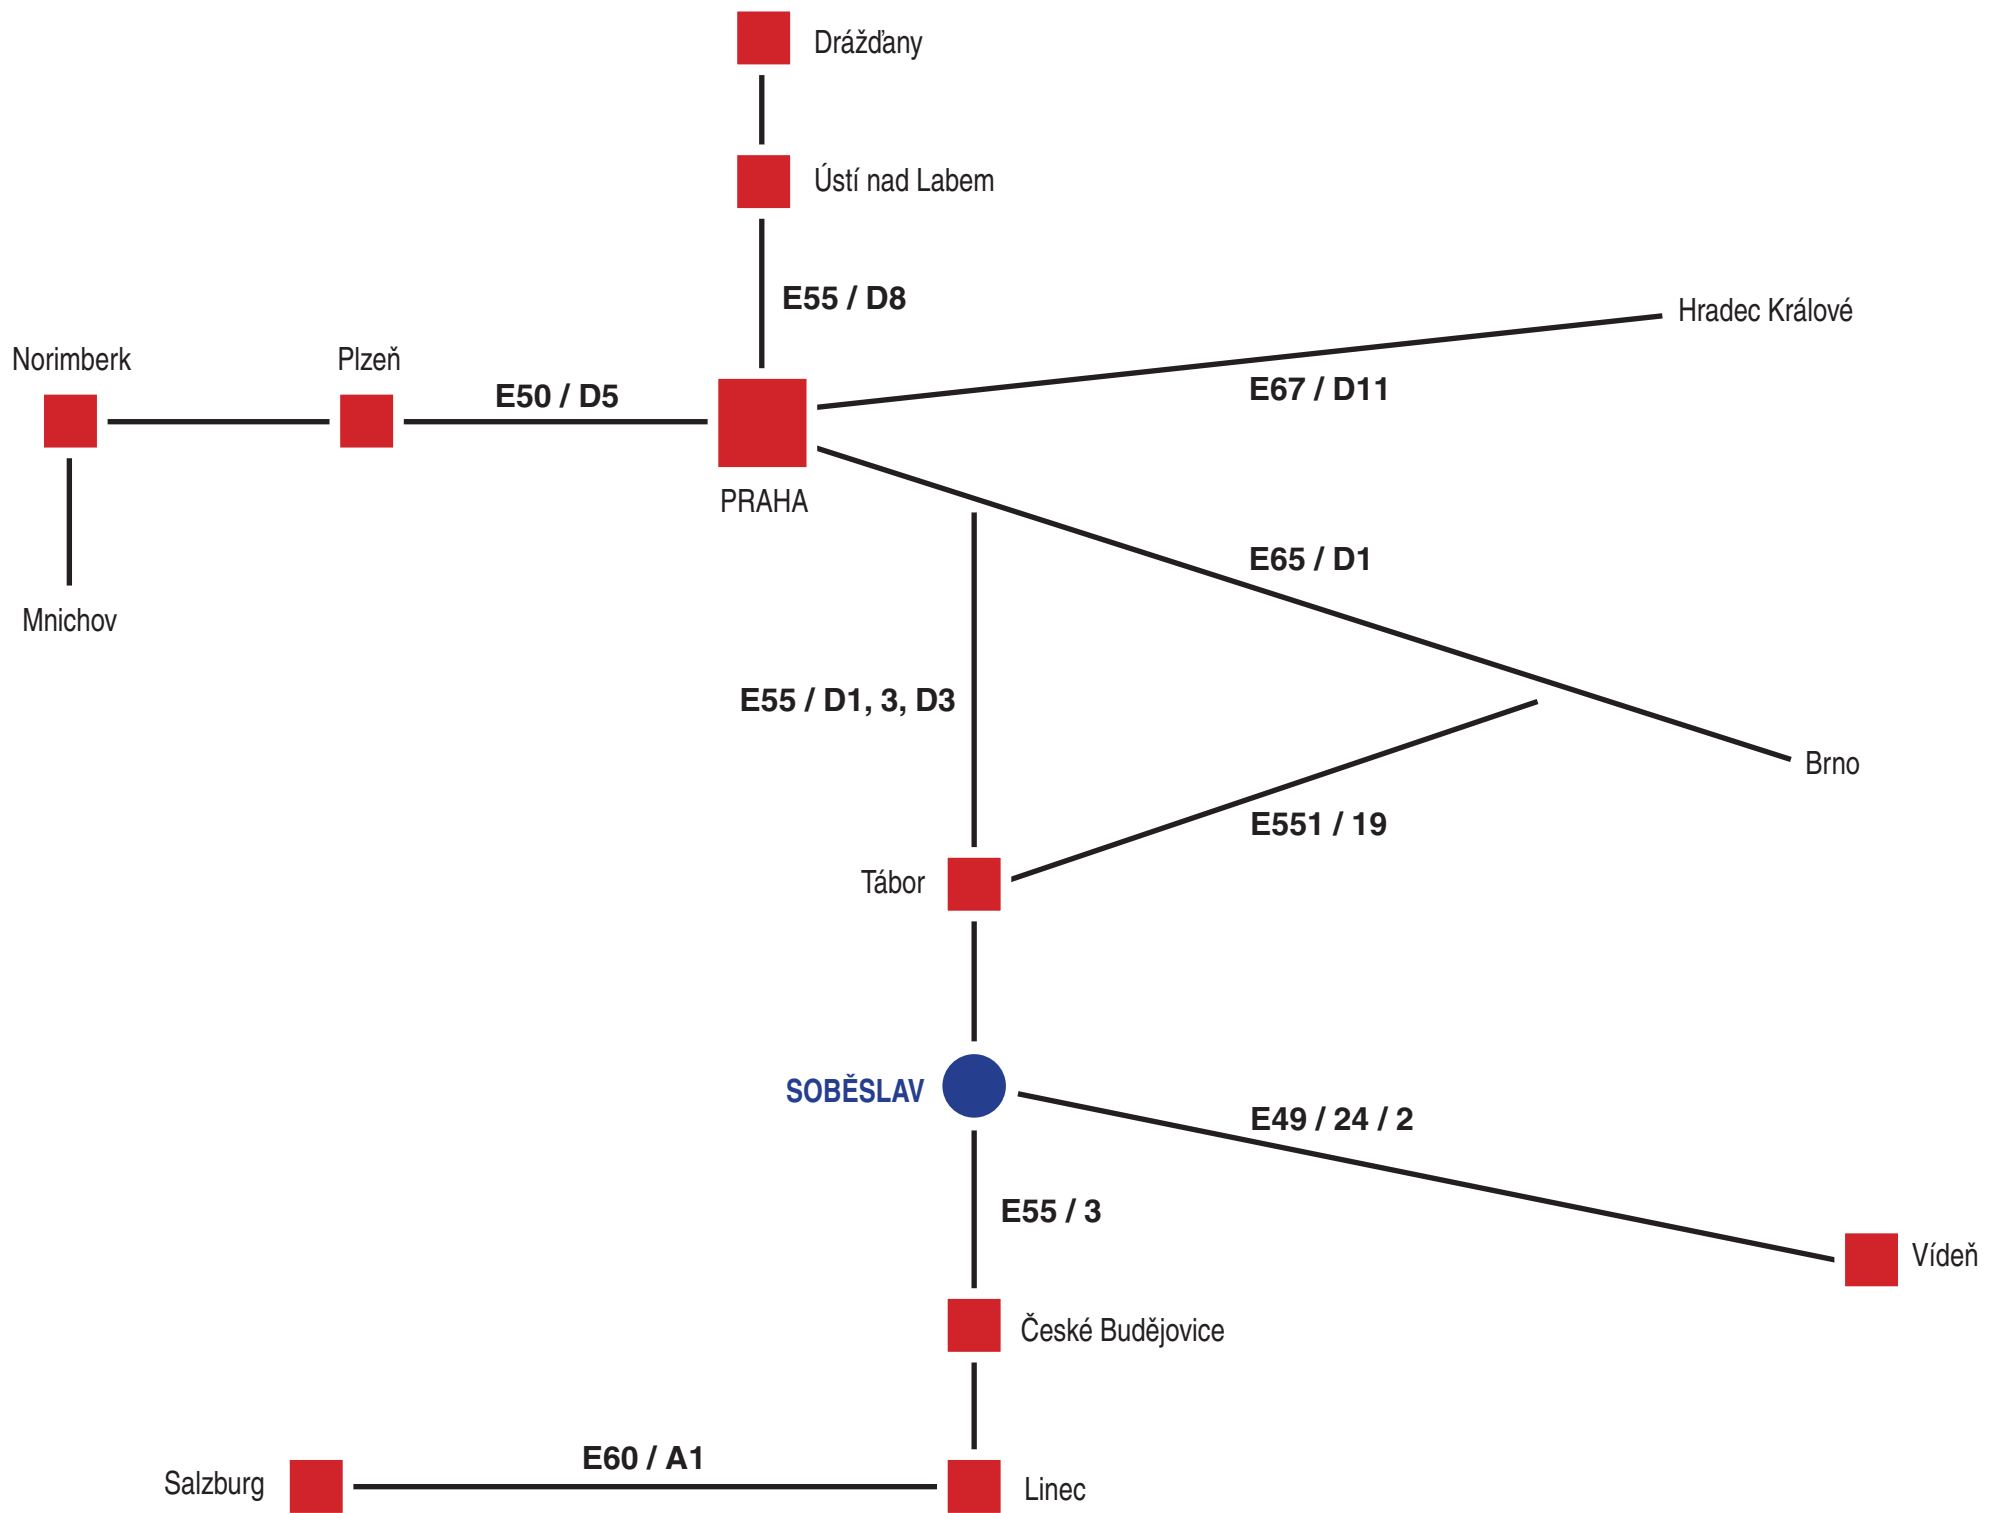 Drážďany
Ústí nad Labem
E55 / D8
Hradec Králové
Norimberk
Plzeň
E50 / D5
E67 / D11
PRAHA
E65 / D1
Mnichov
E55 / D1, 3, D3
Brno
E551 / 19
Tábor
SOBĚSLAV
E49 / 24 / 2
E55 / 3
Vídeň
České Budějovice
E60 / A1
Salzburg
Linec